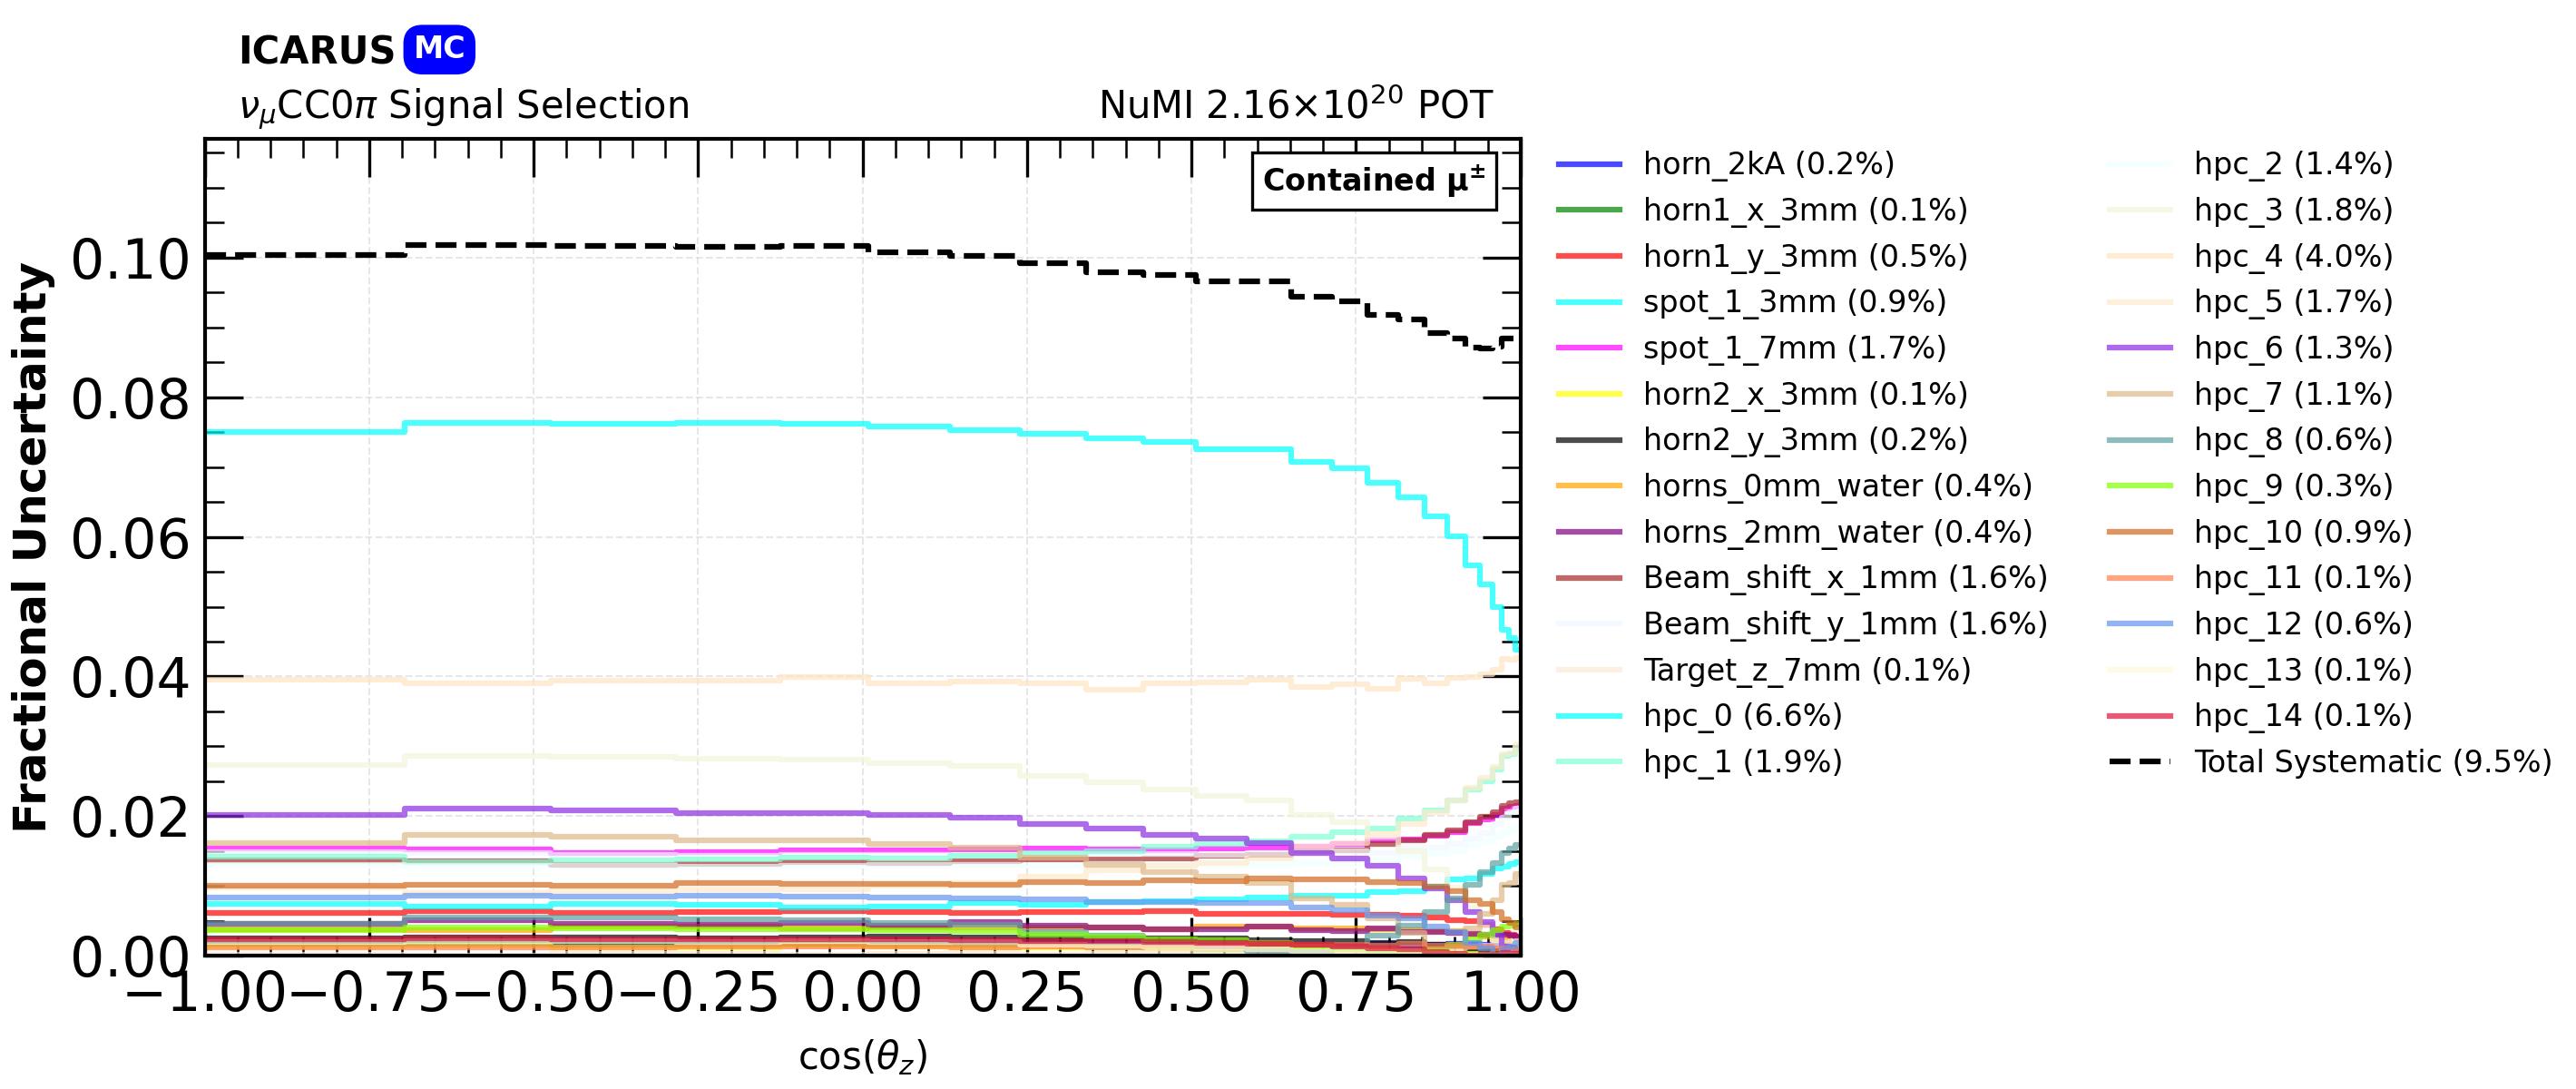 ICARUS MC
νμCC0π Signal Selection
NuMI 2.16×10²⁰ POT
Contained μ±
Fractional Uncertainty
0.10
0.08
0.06
0.04
0.02
0.00
−1.00 −0.75 −0.50 −0.25 0.00 0.25 0.50 0.75 1.00
cos(θz)
horn_2kA (0.2%)
horn1_x_3mm (0.1%)
horn1_y_3mm (0.5%)
spot_1_3mm (0.9%)
spot_1_7mm (1.7%)
horn2_x_3mm (0.1%)
horn2_y_3mm (0.2%)
horns_0mm_water (0.4%)
horns_2mm_water (0.4%)
Beam_shift_x_1mm (1.6%)
Beam_shift_y_1mm (1.6%)
Target_z_7mm (0.1%)
hpc_0 (6.6%)
hpc_1 (1.9%)
hpc_2 (1.4%)
hpc_3 (1.8%)
hpc_4 (4.0%)
hpc_5 (1.7%)
hpc_6 (1.3%)
hpc_7 (1.1%)
hpc_8 (0.6%)
hpc_9 (0.3%)
hpc_10 (0.9%)
hpc_11 (0.1%)
hpc_12 (0.6%)
hpc_13 (0.1%)
hpc_14 (0.1%)
Total Systematic (9.5%)